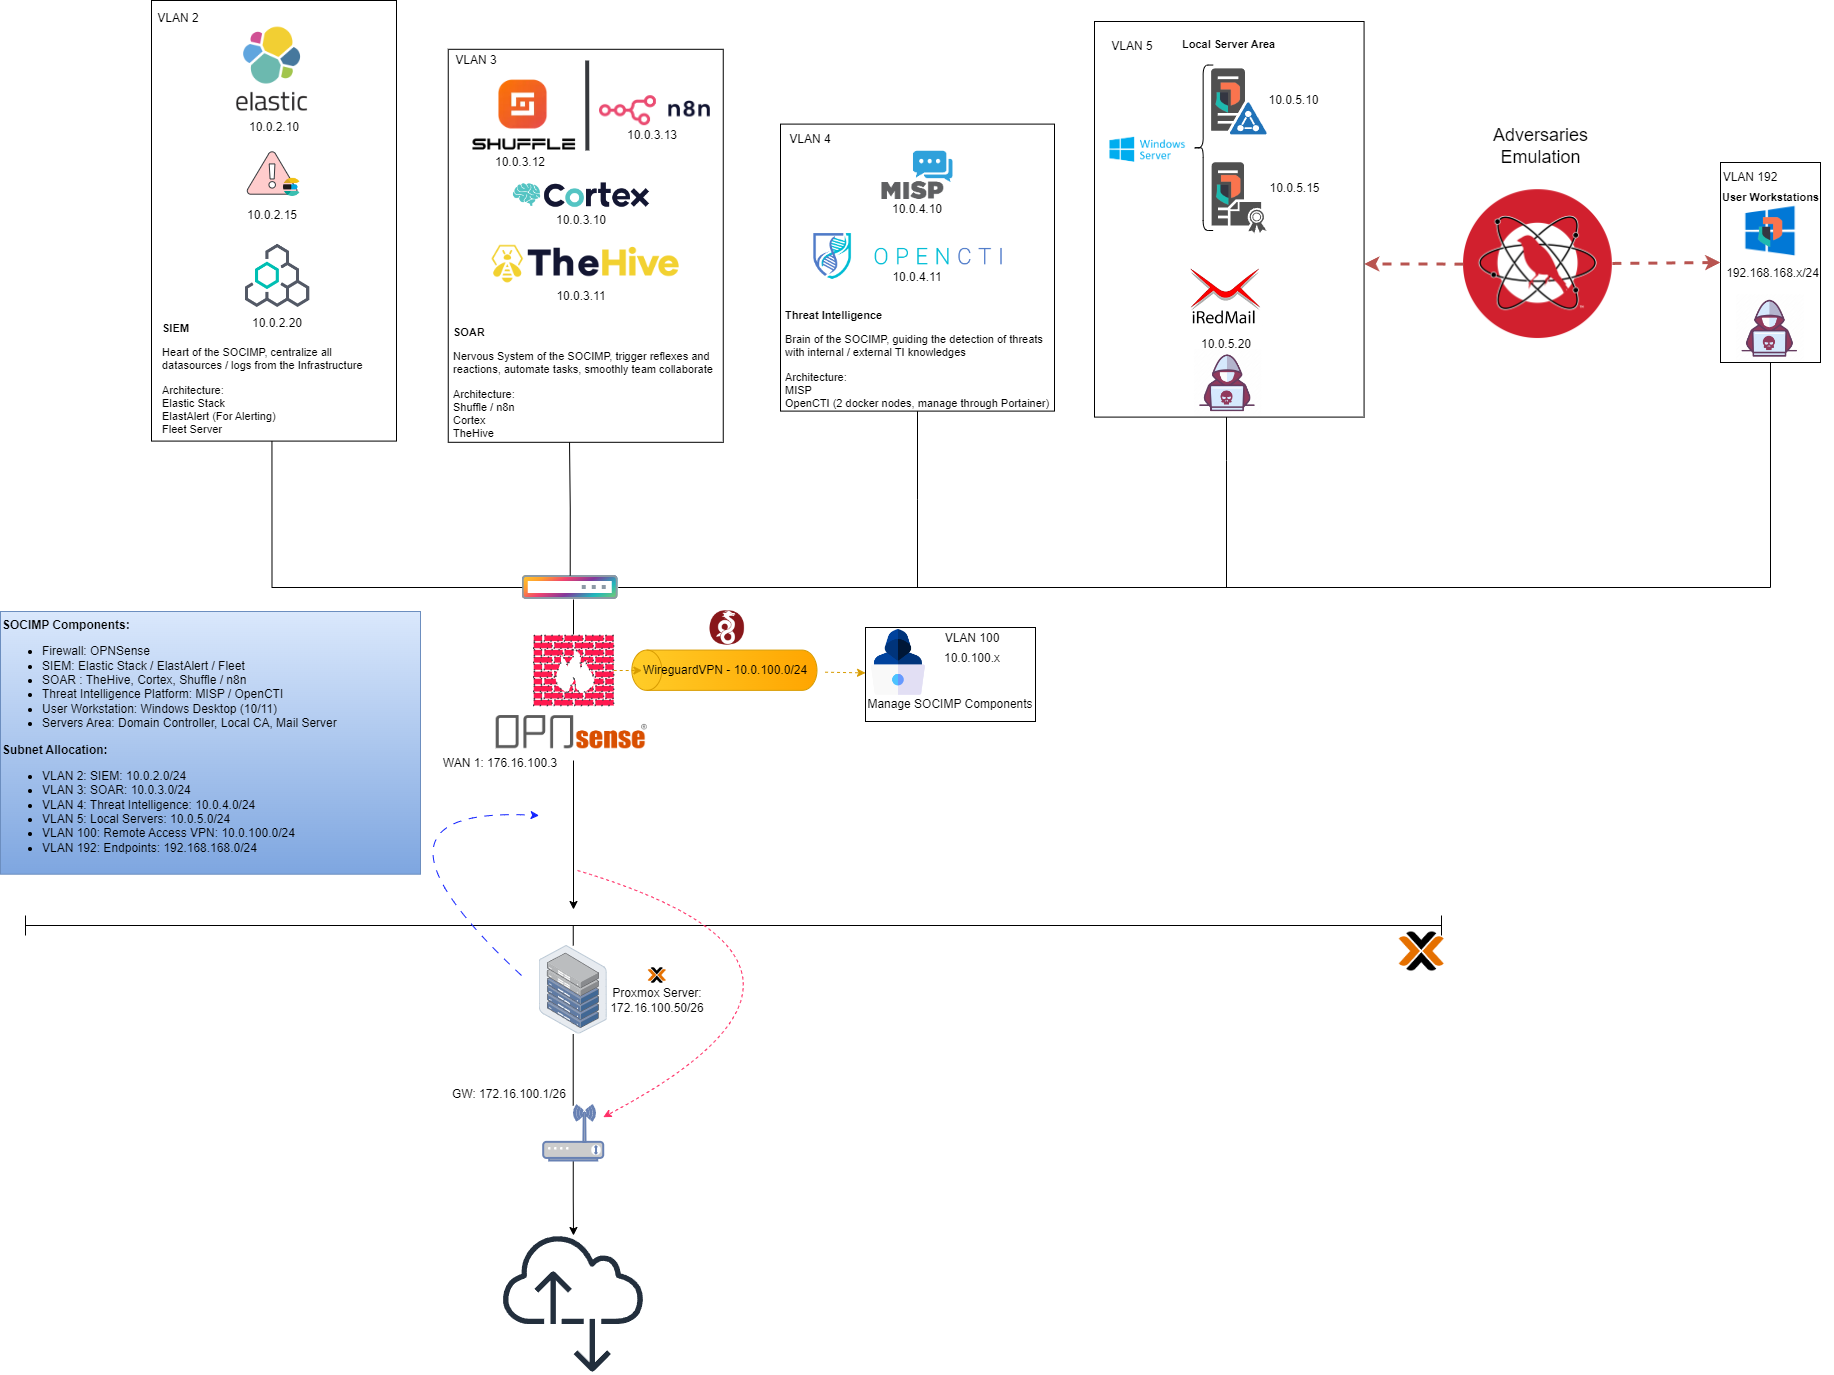 VLAN 2
elastic
10.0.2.10
10.0.2.15
10.0.2.20
SIEM
Heart of the SOCIMP, centralize all
datasources / logs from the Infrastructure
Architecture:
Elastic Stack
ElastAlert (For Alerting)
Fleet Server
VLAN 3
SHUFFLE
10.0.3.12
n8n
10.0.3.13
Cortex
10.0.3.10
TheHive
10.0.3.11
SOAR
Nervous System of the SOCIMP, trigger reflexes and
reactions, automate tasks, smoothly team collaborate
Architecture:
Shuffle / n8n
Cortex
TheHive
VLAN 4
MISP
10.0.4.10
OPENCTI
10.0.4.11
Threat Intelligence
Brain of the SOCIMP, guiding the detection of threats
with internal / external TI knowledges
Architecture:
MISP
OpenCTI (2 docker nodes, manage through Portainer)
VLAN 5
Local Server Area
Windows
Server
10.0.5.10
10.0.5.15
iRedMail
10.0.5.20
Adversaries
Emulation
VLAN 192
User Workstations
192.168.168.x/24
SOCIMP Components:
Firewall: OPNSense
SIEM: Elastic Stack / ElastAlert / Fleet
SOAR : TheHive, Cortex, Shuffle / n8n
Threat Intelligence Platform: MISP / OpenCTI
User Workstation: Windows Desktop (10/11)
Servers Area: Domain Controller, Local CA, Mail Server
Subnet Allocation:
VLAN 2: SIEM: 10.0.2.0/24
VLAN 3: SOAR: 10.0.3.0/24
VLAN 4: Threat Intelligence: 10.0.4.0/24
VLAN 5: Local Servers: 10.0.5.0/24
VLAN 100: Remote Access VPN: 10.0.100.0/24
VLAN 192: Endpoints: 192.168.168.0/24
WireguardVPN - 10.0.100.0/24
VLAN 100
10.0.100.x
Manage SOCIMP Components
OPNsense®
WAN 1: 176.16.100.3
Proxmox Server:
172.16.100.50/26
GW: 172.16.100.1/26